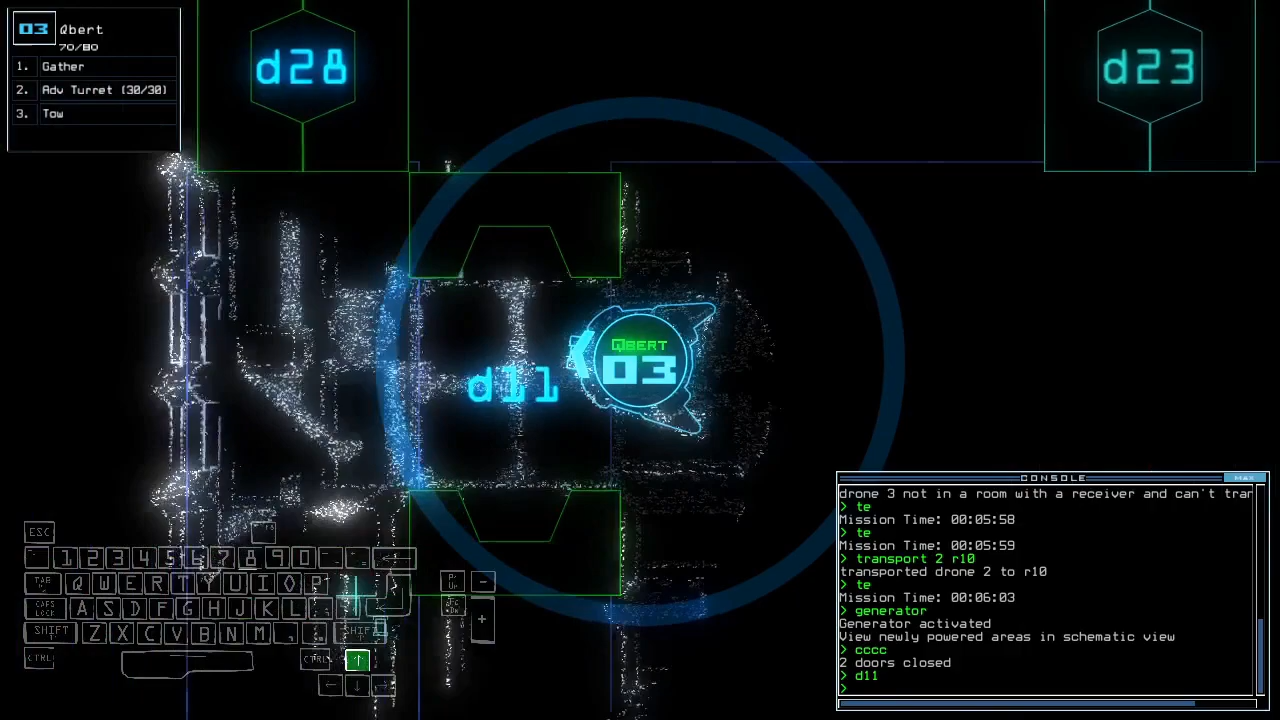 03 Qbert
70/80
1. Gather
2. Adv Turret (30/30)
3. Tow
d28
d23
QBERT
03
d11
CONSOLE
MAX
drone 3 not in a room with a receiver and can't tran
> te
Mission Time: 00:05:58
> te
Mission Time: 00:05:59
> transport 2 r10
transported drone 2 to r10
> te
Mission Time: 00:06:03
> generator
Generator activated
View newly powered areas in schematic view
> cccc
2 doors closed
> d11
>
ESC
1 2 3 4 5 6 7 8 9 0 - =
TAB Q W E R T Y U I O P
CAPS LOCK A S D F G H J K L
SHIFT Z X C V B N M , . SHIFT
CTRL CTRL ↑
← ↓ →